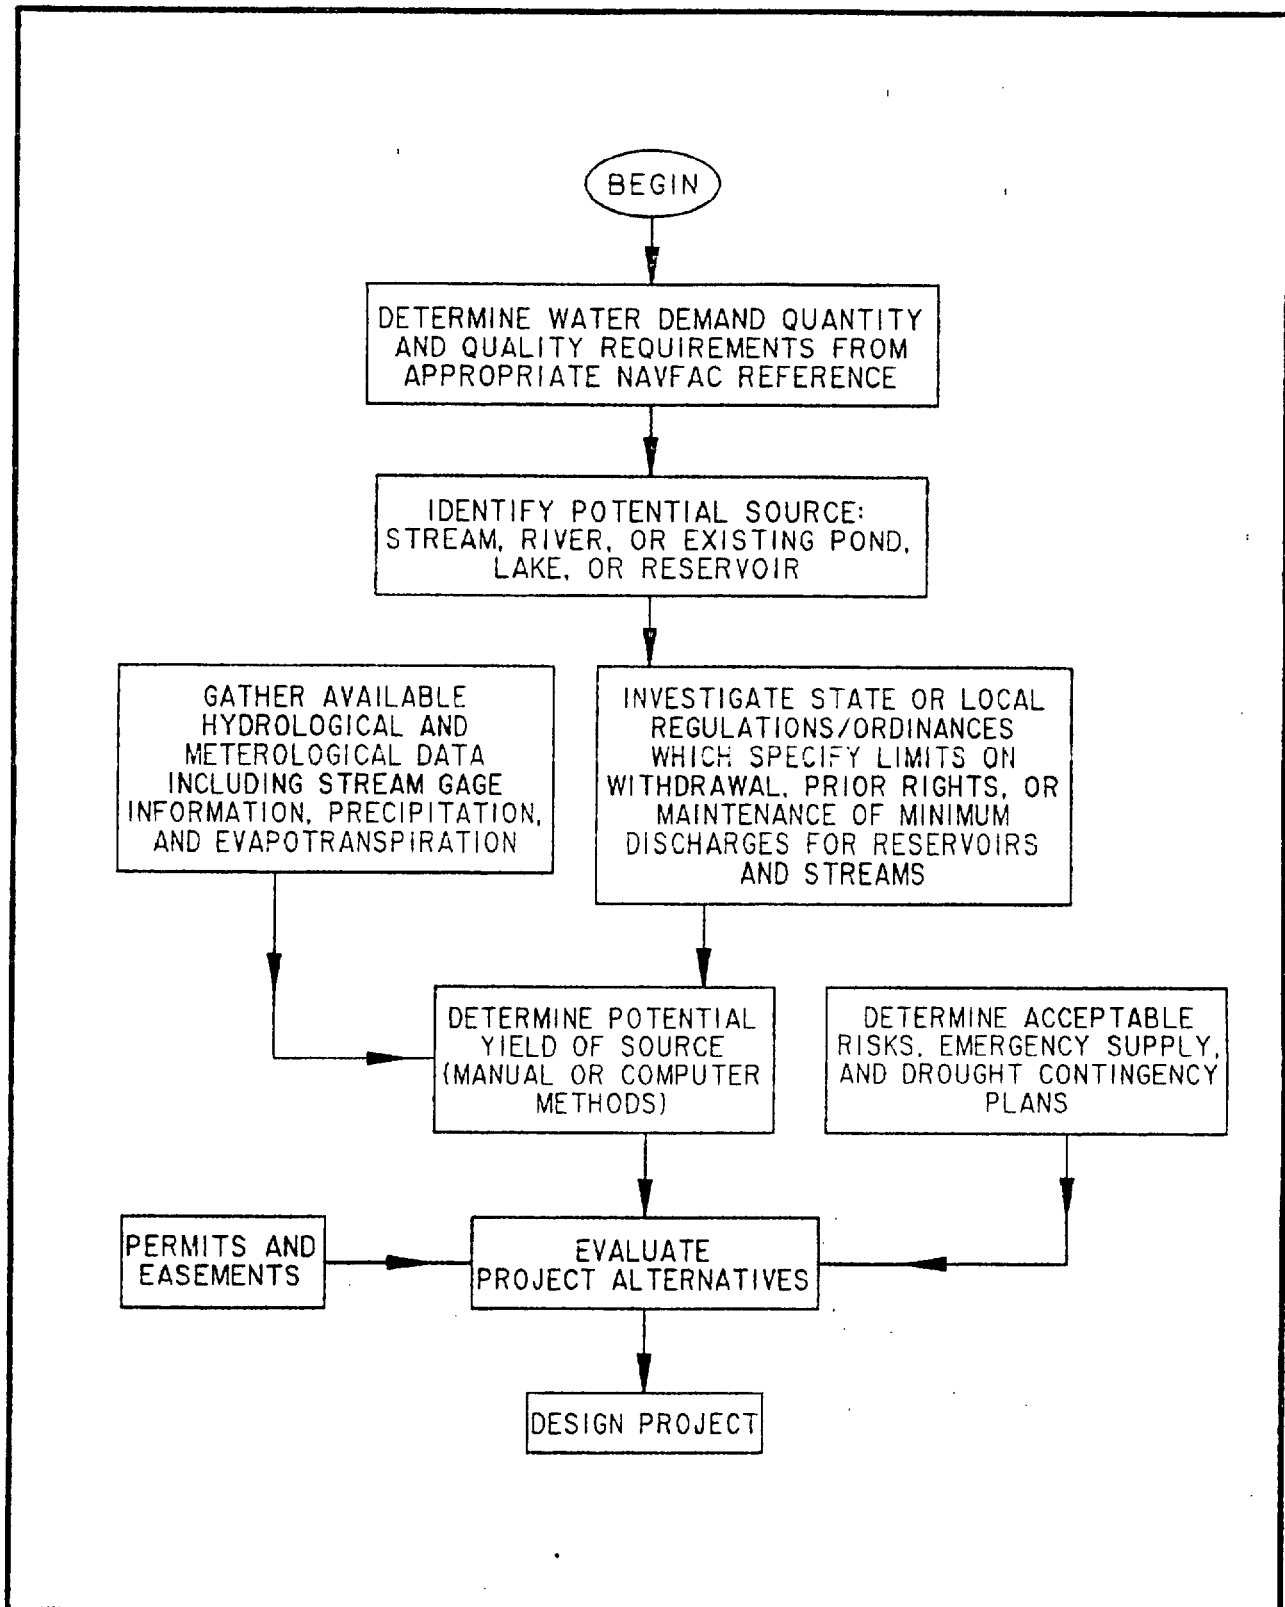 BEGIN
DETERMINE WATER DEMAND QUANTITY
AND QUALITY REQUIREMENTS FROM
APPROPRIATE NAVFAC REFERENCE
IDENTIFY POTENTIAL SOURCE:
STREAM, RIVER, OR EXISTING POND,
LAKE, OR RESERVOIR
GATHER AVAILABLE
HYDROLOGICAL AND
METEROLOGICAL DATA
INCLUDING STREAM GAGE
INFORMATION, PRECIPITATION,
AND EVAPOTRANSPIRATION
INVESTIGATE STATE OR LOCAL
REGULATIONS/ORDINANCES
WHICH SPECIFY LIMITS ON
WITHDRAWAL, PRIOR RIGHTS, OR
MAINTENANCE OF MINIMUM
DISCHARGES FOR RESERVOIRS
AND STREAMS
DETERMINE POTENTIAL
YIELD OF SOURCE
(MANUAL OR COMPUTER
METHODS)
DETERMINE ACCEPTABLE
RISKS, EMERGENCY SUPPLY,
AND DROUGHT CONTINGENCY
PLANS
PERMITS AND
EASEMENTS
EVALUATE
PROJECT ALTERNATIVES
DESIGN PROJECT